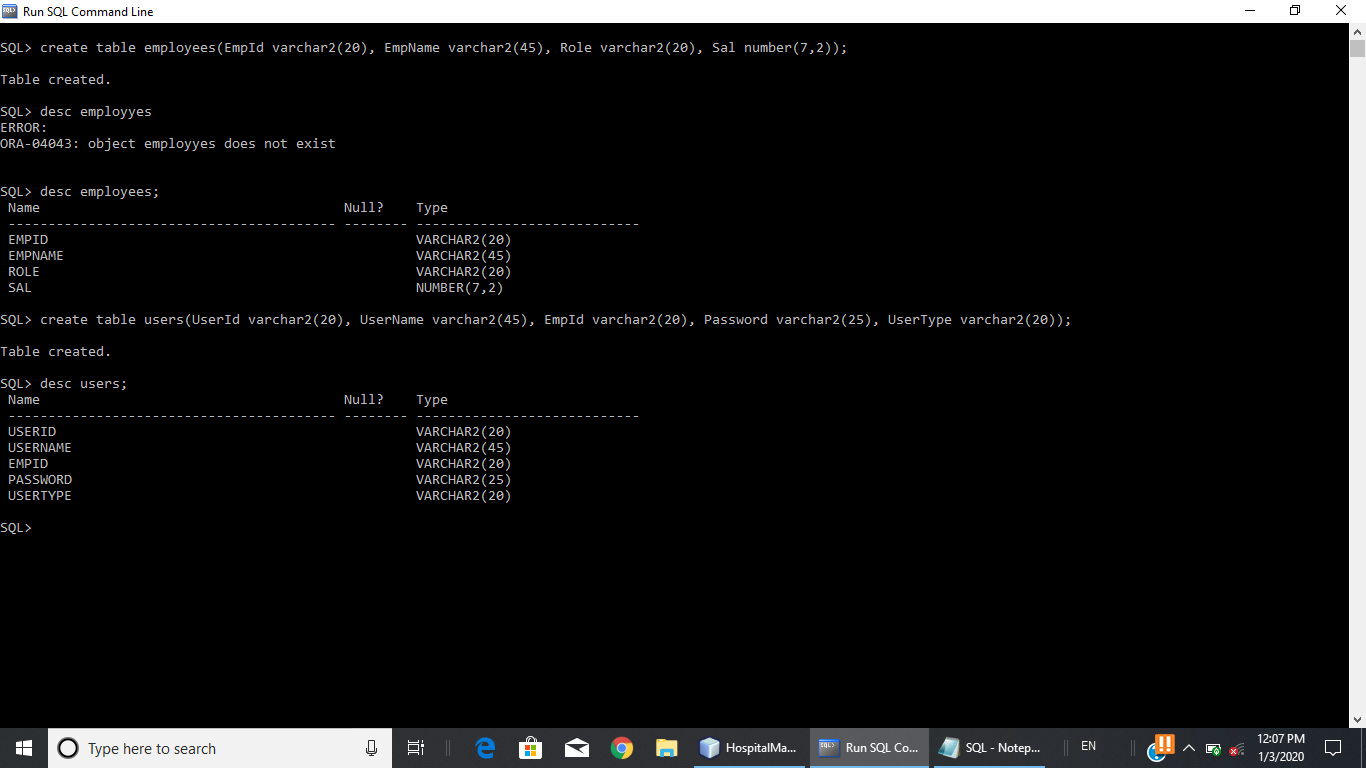 Run SQL Command Line
SQL> create table employees(EmpId varchar2(20), EmpName varchar2(45), Role varchar2(20), Sal number(7,2));
Table created.
SQL> desc employyes
ERROR:
ORA-04043: object employyes does not exist
SQL> desc employees;
Name Null? Type
----------------------------------------- -------- ----------------------------
EMPID VARCHAR2(20)
EMPNAME VARCHAR2(45)
ROLE VARCHAR2(20)
SAL NUMBER(7,2)
SQL> create table users(UserId varchar2(20), UserName varchar2(45), EmpId varchar2(20), Password varchar2(25), UserType varchar2(20));
Table created.
SQL> desc users;
Name Null? Type
----------------------------------------- -------- ----------------------------
USERID VARCHAR2(20)
USERNAME VARCHAR2(45)
EMPID VARCHAR2(20)
PASSWORD VARCHAR2(25)
USERTYPE VARCHAR2(20)
SQL>
Type here to search HospitalMa... Run SQL Co... SQL - Notep... EN 12:07 PM
1/3/2020